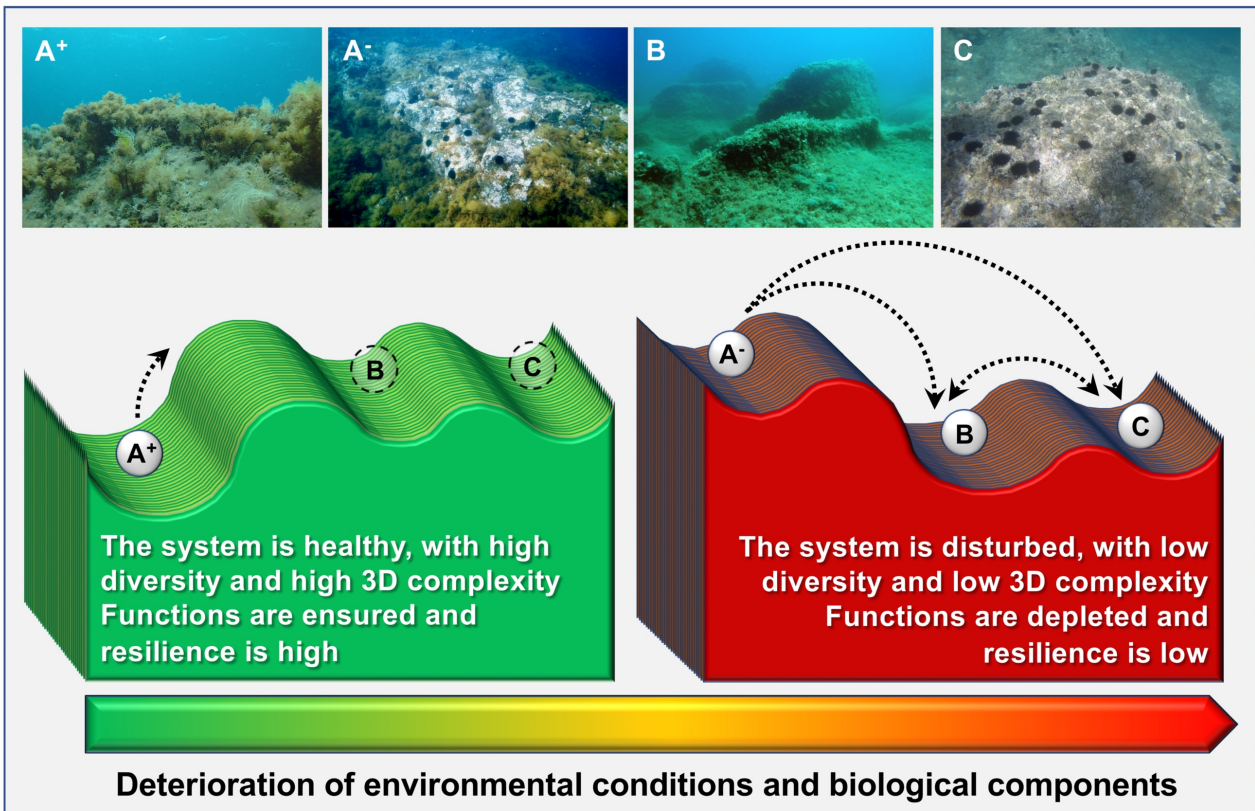 A+
A-
B
C
A+
B
C
A-
B
C
The system is healthy, with high
diversity and high 3D complexity
Functions are ensured and
resilience is high
The system is disturbed, with low
diversity and low 3D complexity
Functions are depleted and
resilience is low
Deterioration of environmental conditions and biological components